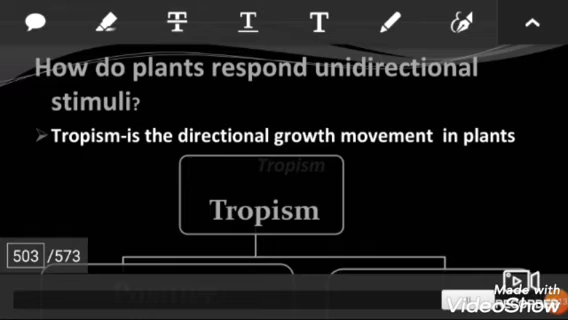 How do plants respond unidirectional
stimuli?
Tropism-is the directional growth movement in plants
Tropism
Tropism
503 /573
Positive
Made with
VideoShow